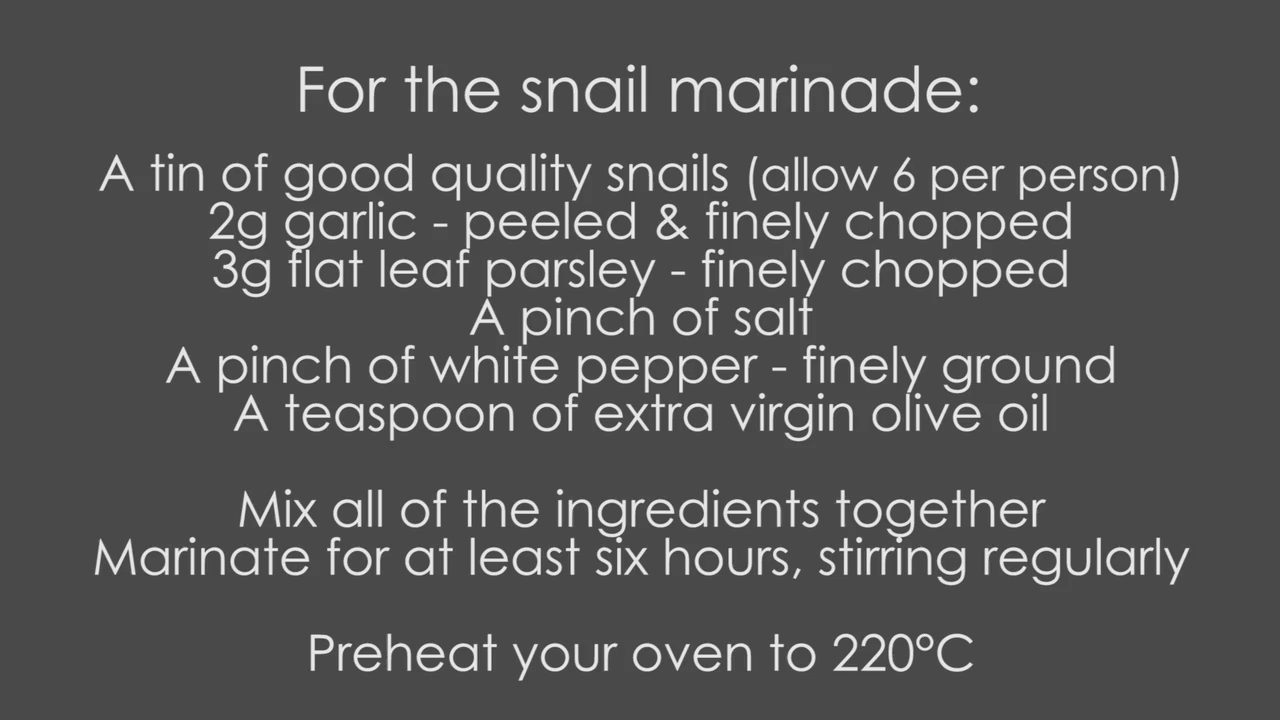 For the snail marinade:
A tin of good quality snails (allow 6 per person)
2g garlic - peeled & finely chopped
3g flat leaf parsley - finely chopped
A pinch of salt
A pinch of white pepper - finely ground
A teaspoon of extra virgin olive oil
Mix all of the ingredients together
Marinate for at least six hours, stirring regularly
Preheat your oven to 220°C